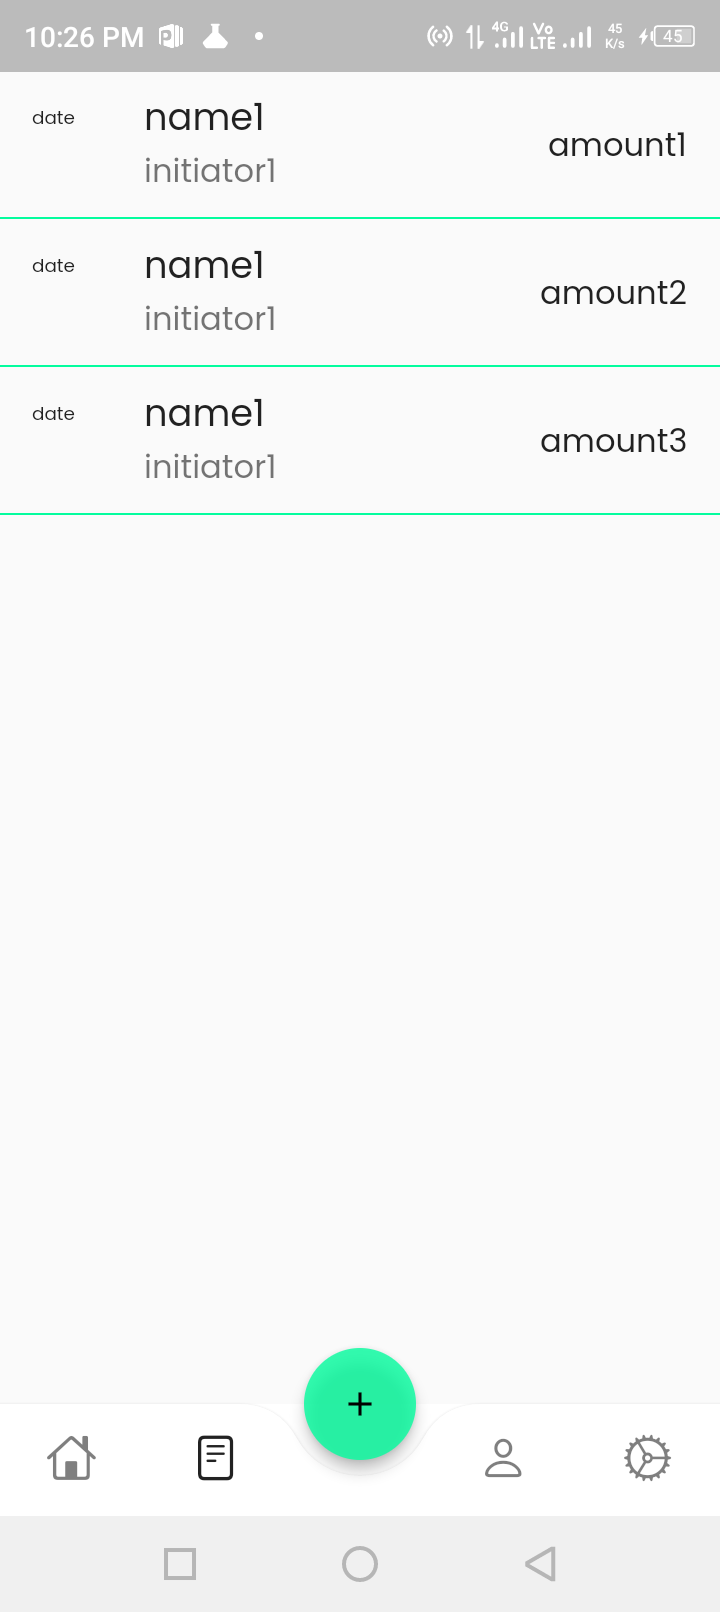 10:26 PM 4G Vo LTE 45 K/s 45
date name1 amount1
initiator1
date name1 amount2
initiator1
date name1 amount3
initiator1